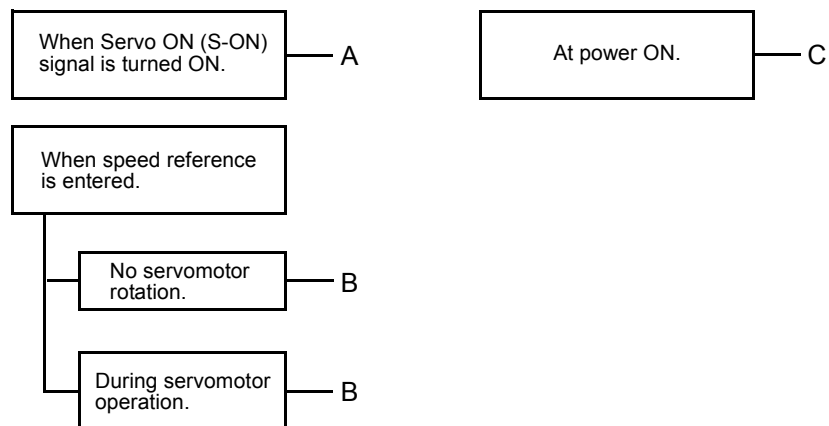 When Servo ON (S-ON)
signal is turned ON.
A
At power ON.
C
When speed reference
is entered.
No servomotor
rotation.
B
During servomotor
operation.
B